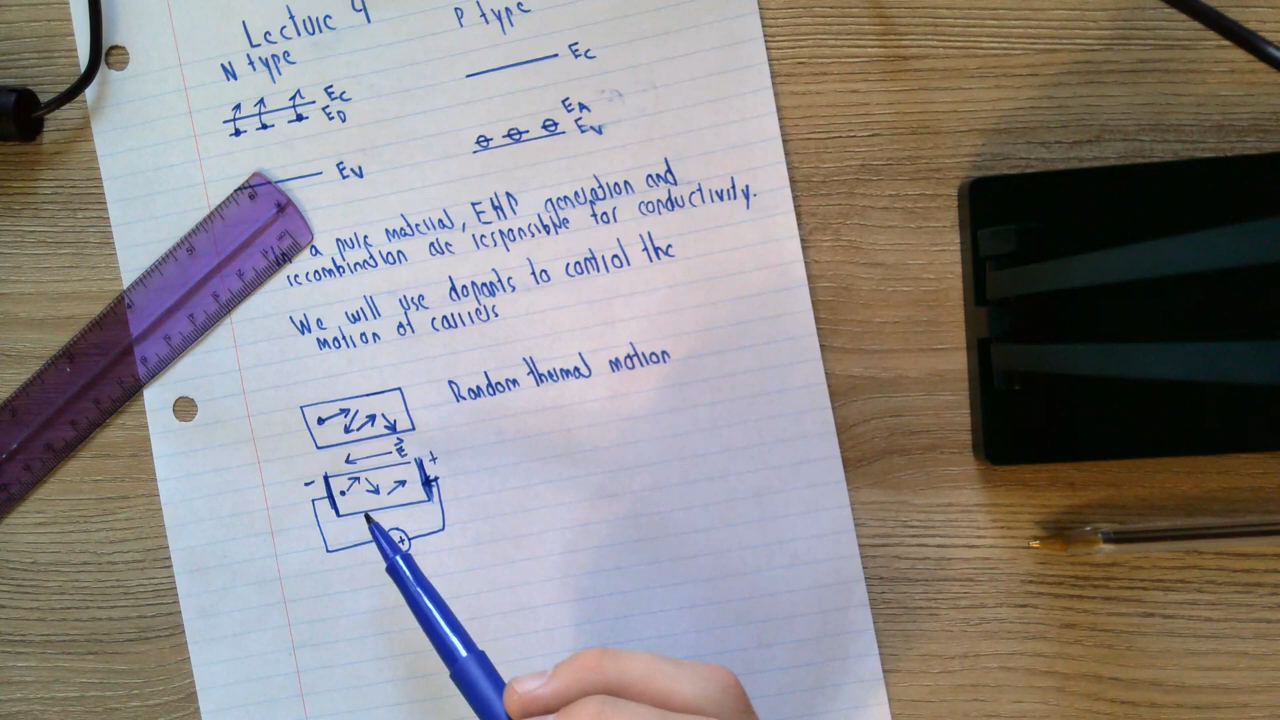 Lecture 4
N type
P type
Ec
ED
Ev
Ec
EA
Ev
a pure material, EHP generation and
recombination are responsible for conductivity.
We will use dopants to control the
motion of carriers
Random thermal motion
E
- +
+